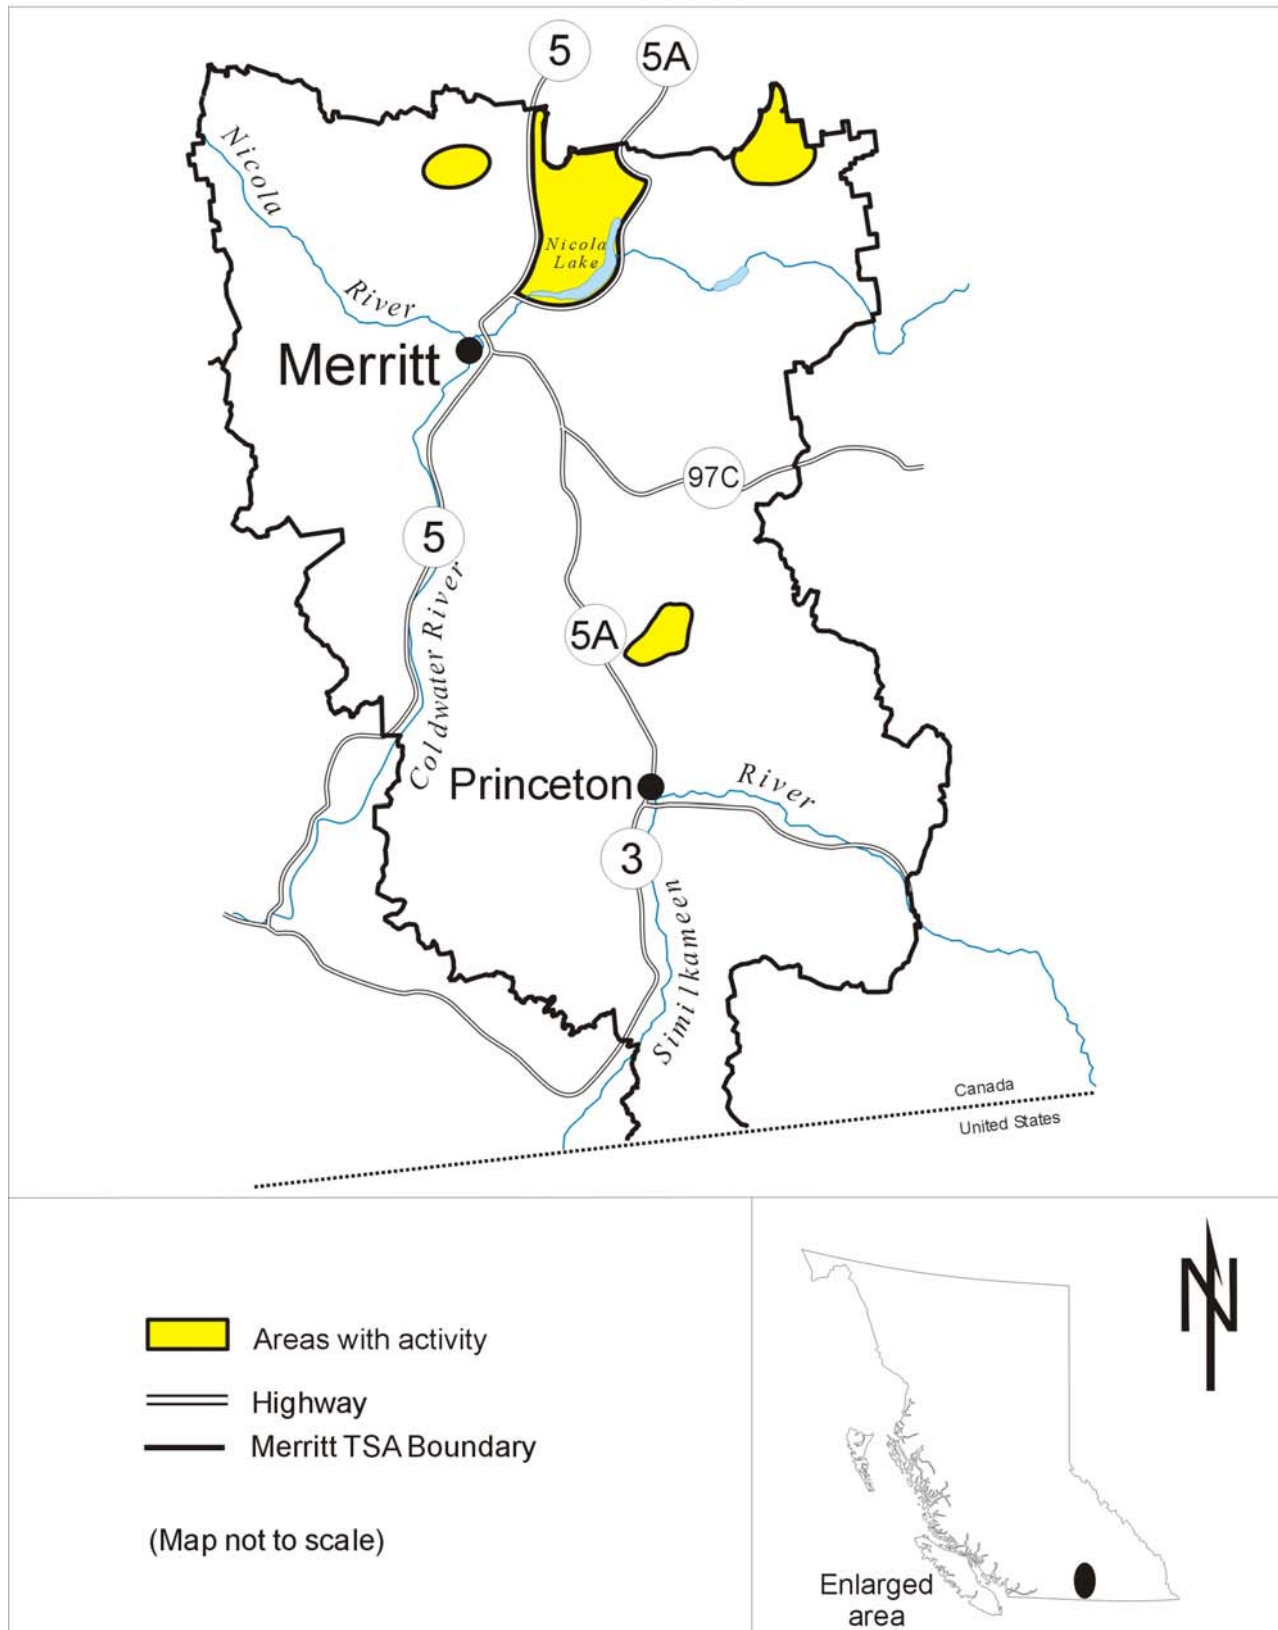 5
5A
Nicola
River
Nicola
Lake
Merritt
97C
5
Coldwater River
5A
Princeton
River
3
Similkameen
Canada
United States
Areas with activity
Highway
Merritt TSA Boundary
(Map not to scale)
N
Enlarged
area